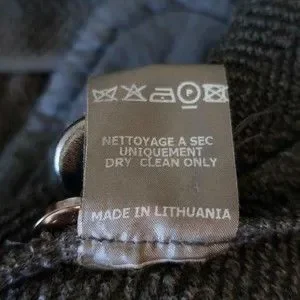 P
NETTOYAGE A SEC
UNIQUEMENT
DRY CLEAN ONLY
MADE IN LITHUANIA